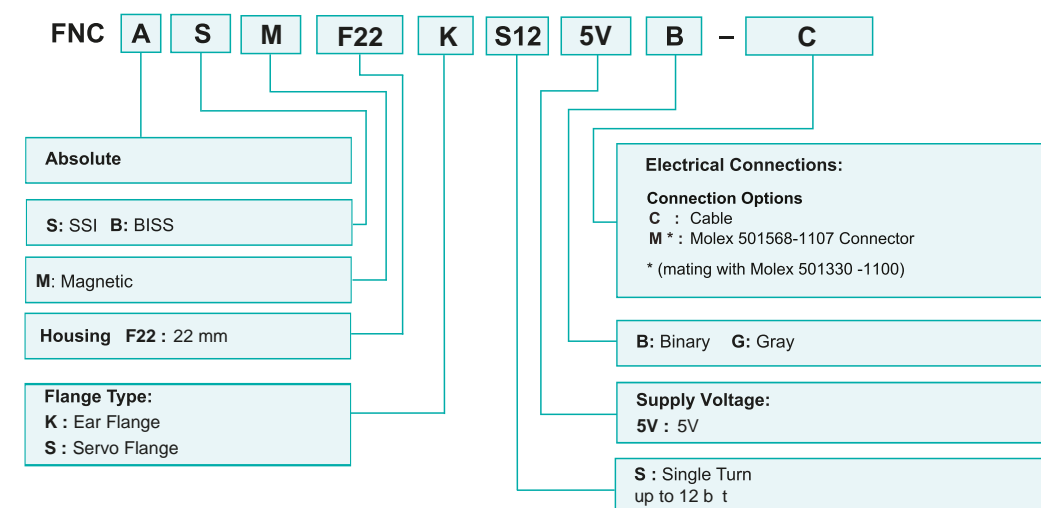 FNC A S M F22 K S12 5V B – C
Absolute
S: SSI B: BISS
M: Magnetic
Housing F22 : 22 mm
Flange Type:
K : Ear Flange
S : Servo Flange
Electrical Connections:
Connection Options
C : Cable
M * : Molex 501568-1107 Connector
* (mating with Molex 501330 -1100)
B: Binary G: Gray
Supply Voltage:
5V : 5V
S : Single Turn
up to 12 b t